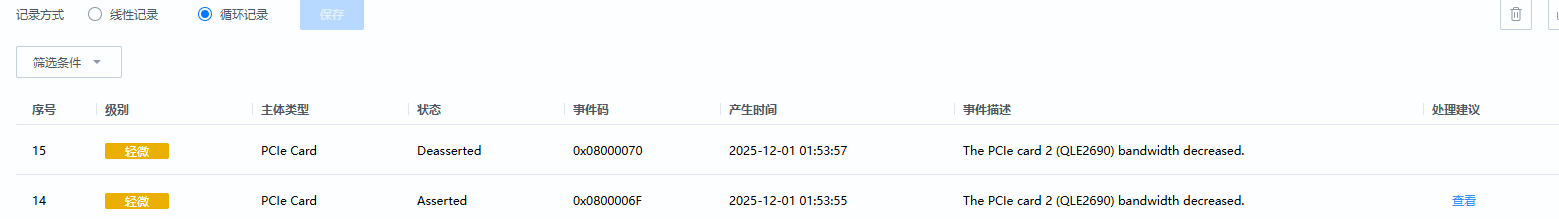 记录方式 线性记录 循环记录 保存
筛选条件
序号 级别 主体类型 状态 事件码 产生时间 事件描述 处理建议
15 轻微 PCIe Card Deasserted 0x08000070 2025-12-01 01:53:57 The PCIe card 2 (QLE2690) bandwidth decreased.
14 轻微 PCIe Card Asserted 0x0800006F 2025-12-01 01:53:55 The PCIe card 2 (QLE2690) bandwidth decreased. 查看